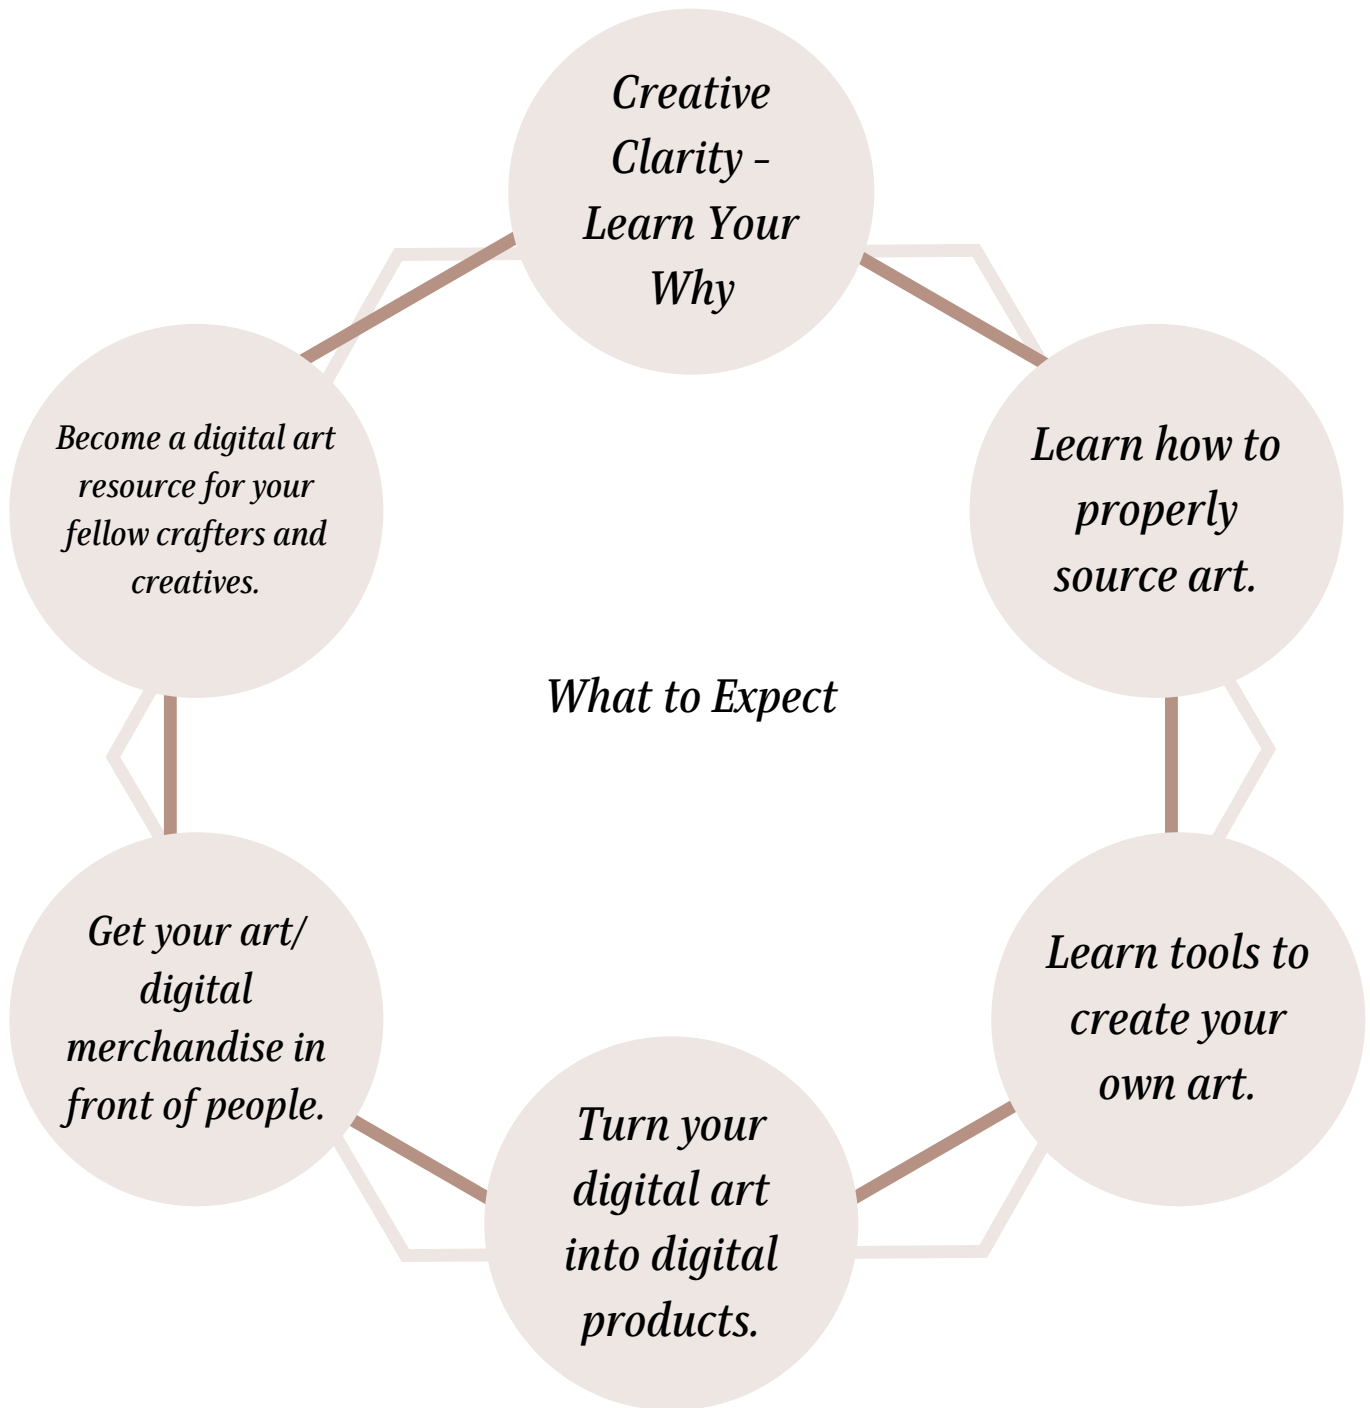 Creative
Clarity -
Learn Your
Why
Learn how to
properly
source art.
Learn tools to
create your
own art.
Turn your
digital art
into digital
products.
Get your art/
digital
merchandise in
front of people.
Become a digital art
resource for your
fellow crafters and
creatives.
What to Expect